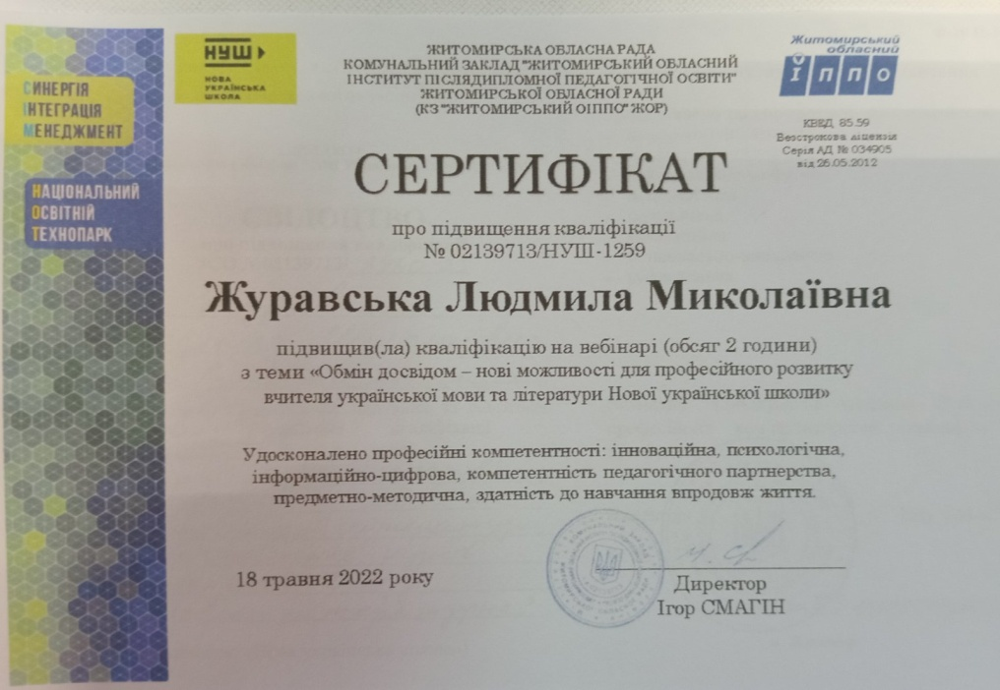 СИНЕРГІЯ
ІНТЕГРАЦІЯ
МЕНЕДЖМЕНТ
НАЦІОНАЛЬНИЙ
ОСВІТНІЙ
ТЕХНОПАРК
НУШ
НОВА
УКРАЇНСЬКА
ШКОЛА
ЖИТОМИРСЬКА ОБЛАСНА РАДА
КОМУНАЛЬНИЙ ЗАКЛАД "ЖИТОМИРСЬКИЙ ОБЛАСНИЙ
ІНСТИТУТ ПІСЛЯДИПЛОМНОЇ ПЕДАГОГІЧНОЇ ОСВІТИ"
ЖИТОМИРСЬКОЇ ОБЛАСНОЇ РАДИ
(КЗ "ЖИТОМИРСЬКИЙ ОІППО" ЖОР)
Житомирський
обласний
ІППО
КВЕД 85.59
Безстрокова ліцензія
Серія АД № 034905
від 26.05.2012
СЕРТИФІКАТ
про підвищення кваліфікації
№ 02139713/НУШ-1259
Журавська Людмила Миколаївна
підвищив(ла) кваліфікацію на вебінарі (обсяг 2 години)
з теми «Обмін досвідом – нові можливості для професійного розвитку
вчителя української мови та літератури Нової української школи»
Удосконалено професійні компетентності: інноваційна, психологічна,
інформаційно-цифрова, компетентність педагогічного партнерства,
предметно-методична, здатність до навчання впродовж життя.
18 травня 2022 року
Директор
Ігор СМАГІН